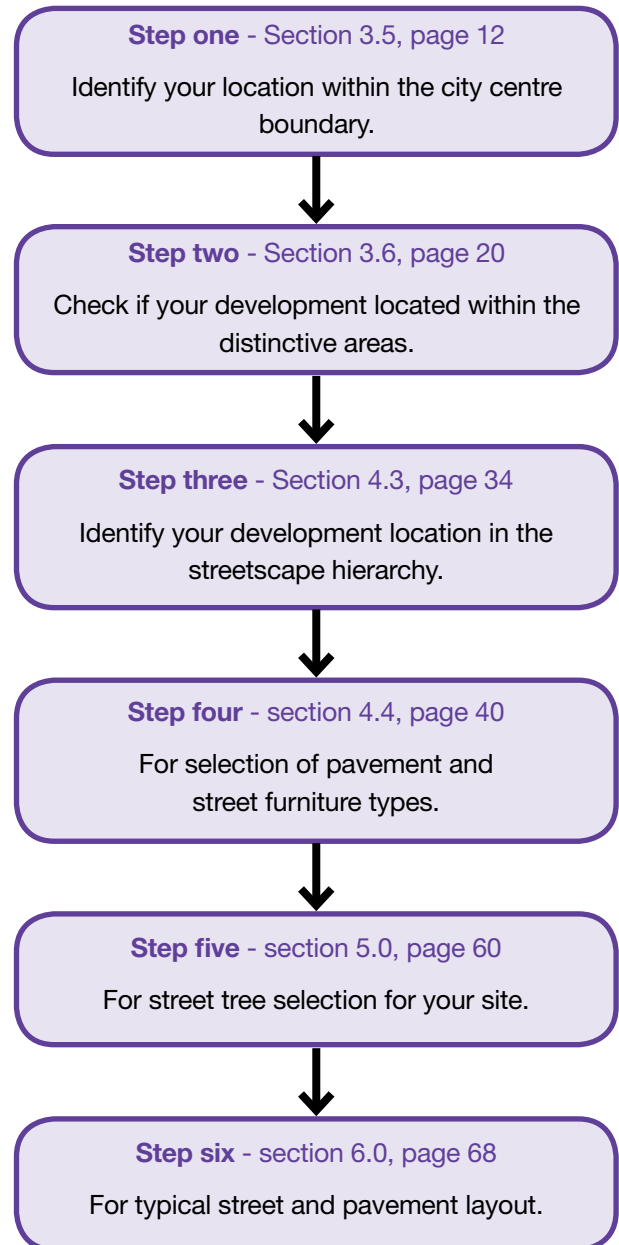 Step one - Section 3.5, page 12
Identify your location within the city centre
boundary.
Step two - Section 3.6, page 20
Check if your development located within the
distinctive areas.
Step three - Section 4.3, page 34
Identify your development location in the
streetscape hierarchy.
Step four - section 4.4, page 40
For selection of pavement and
street furniture types.
Step five - section 5.0, page 60
For street tree selection for your site.
Step six - section 6.0, page 68
For typical street and pavement layout.